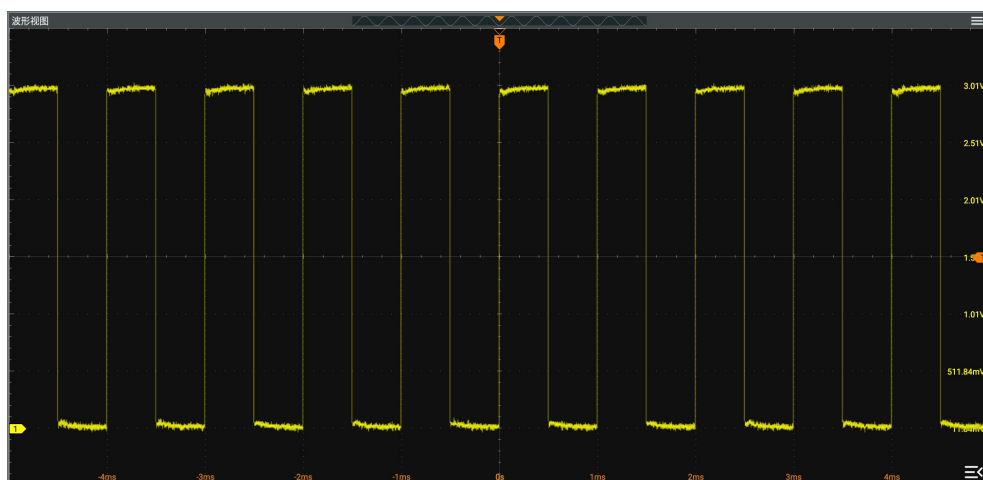 波形视图
T
3.01V
2.51V
2.01V
1.01V
511.84mV
1
-4ms
-3ms
-2ms
-1ms
0s
1ms
2ms
3ms
4ms